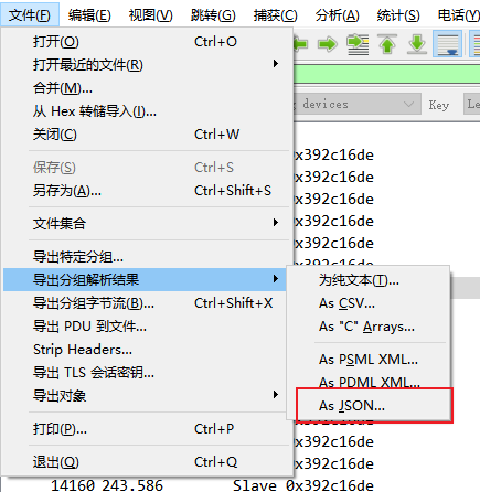 文件(F) 编辑(E) 视图(V) 跳转(G) 捕获(C) 分析(A) 统计(S) 电话(Y)
打开(O) Ctrl+O
打开最近的文件(R)
合并(M)...
devices Key Le
从 Hex 转储导入(I)...
关闭(C) Ctrl+W
0x392c16de
保存(S) Ctrl+S
0x392c16de
另存为(A)... Ctrl+Shift+S
0x392c16de
文件集合
0x392c16de
0x392c16de
导出特定分组...
导出分组解析结果
为纯文本(T)...
导出分组字节流(B)... Ctrl+Shift+X
As CSV...
导出 PDU 到文件...
As "C" Arrays...
Strip Headers...
As PSML XML...
导出 TLS 会话密钥...
As PDML XML...
导出对象
As JSON...
打印(P)... Ctrl+P
0x392c16de
0x392c16de
退出(Q) Ctrl+Q
0x392c16de
14160 243.586 Slave 0x392c16de